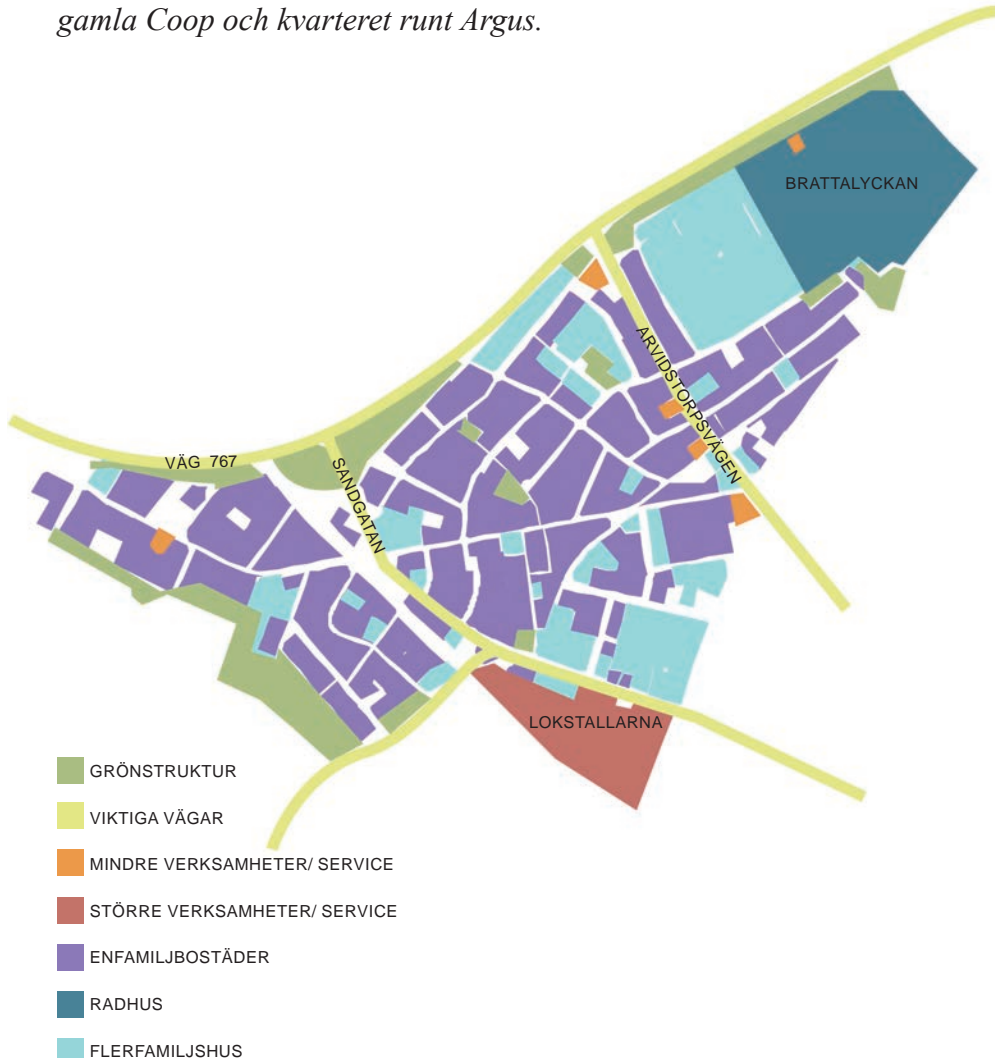 gamla Coop och kvarteret runt Argus.
BRATTALYCKAN
ARVIDSTORPSVÄGEN
VÄG 767
SANDGATAN
LOKSTALLARNA
GRÖNSTRUKTUR
VIKTIGA VÄGAR
MINDRE VERKSAMHETER/ SERVICE
STÖRRE VERKSAMHETER/ SERVICE
ENFAMILJBOSTÄDER
RADHUS
FLERFAMILJSHUS